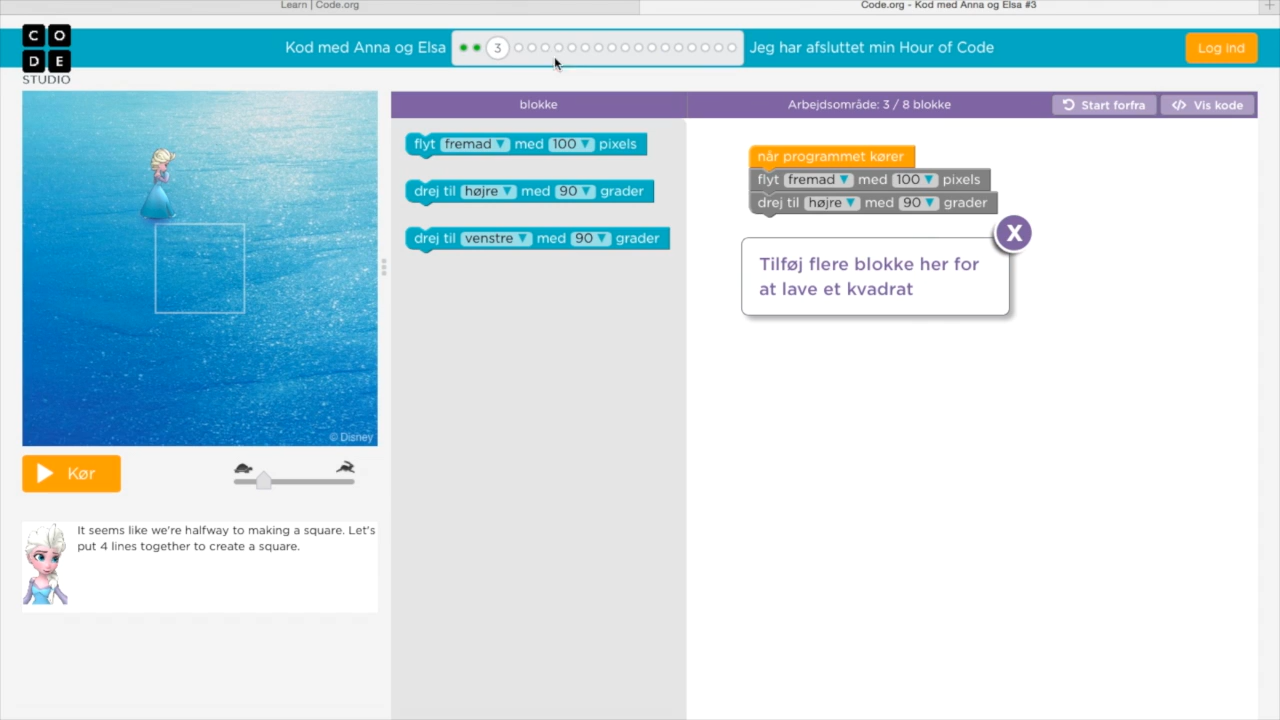 Learn | Code.org
Code.org - Kod med Anna og Elsa #3
C O
D E
STUDIO
Kod med Anna og Elsa
3
Jeg har afsluttet min Hour of Code
Log ind
blokke
Arbejdsområde: 3 / 8 blokke
Start forfra
Vis kode
flyt fremad med 100 pixels
drej til højre med 90 grader
drej til venstre med 90 grader
når programmet kører
flyt fremad med 100 pixels
drej til højre med 90 grader
X
Tilføj flere blokke her for
at lave et kvadrat
© Disney
Kør
It seems like we're halfway to making a square. Let's
put 4 lines together to create a square.